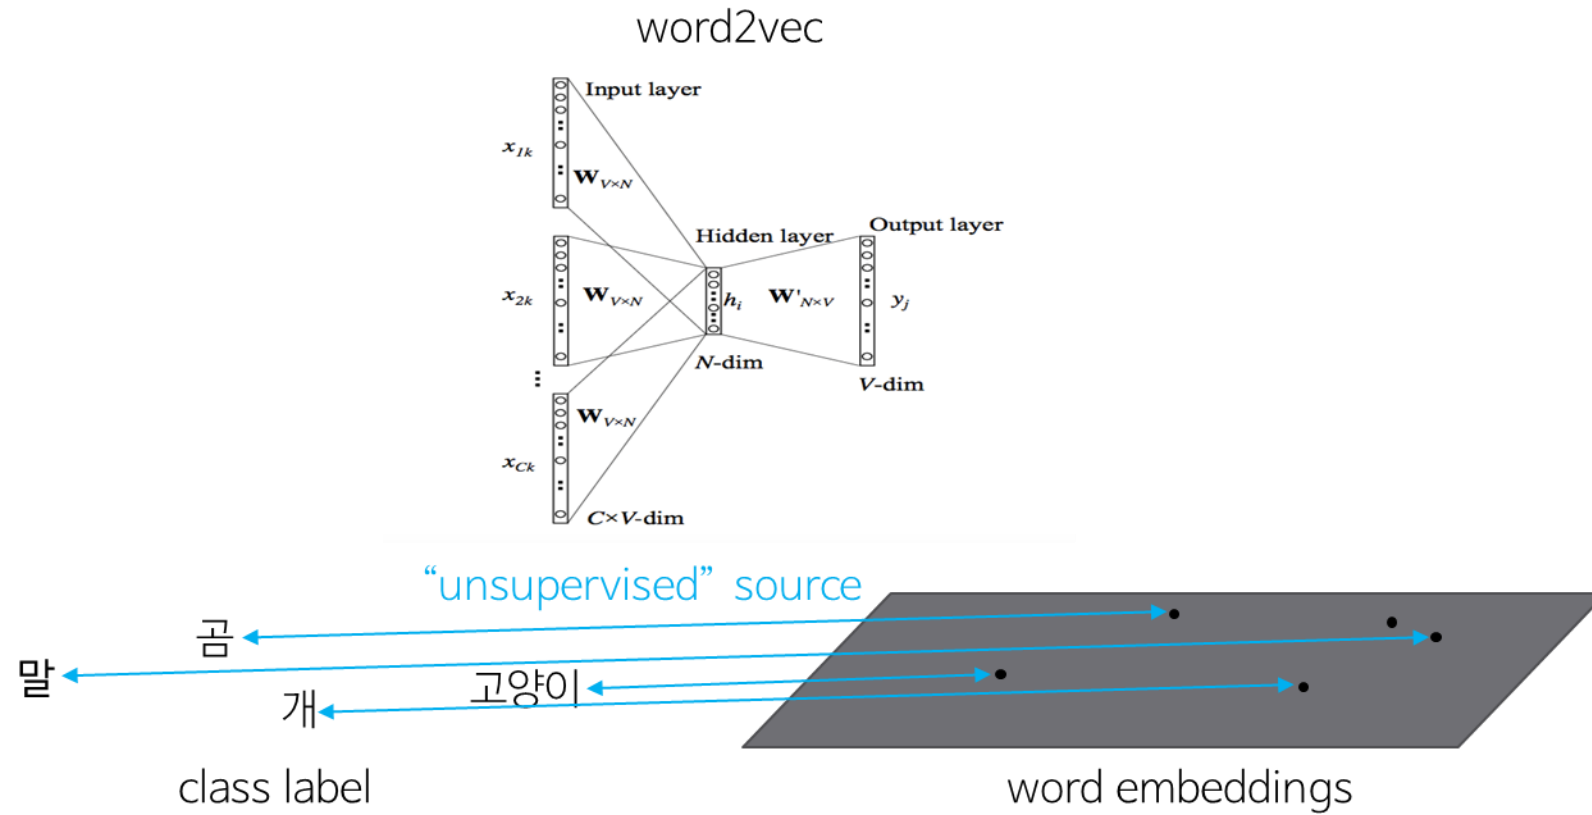 word2vec
Input layer
x1k
WV×N
Hidden layer
Output layer
x2k
WV×N
hi
W'N×V
yj
N-dim
V-dim
WV×N
xCk
C×V-dim
“unsupervised” source
곰
말
고양이
개
class label
word embeddings